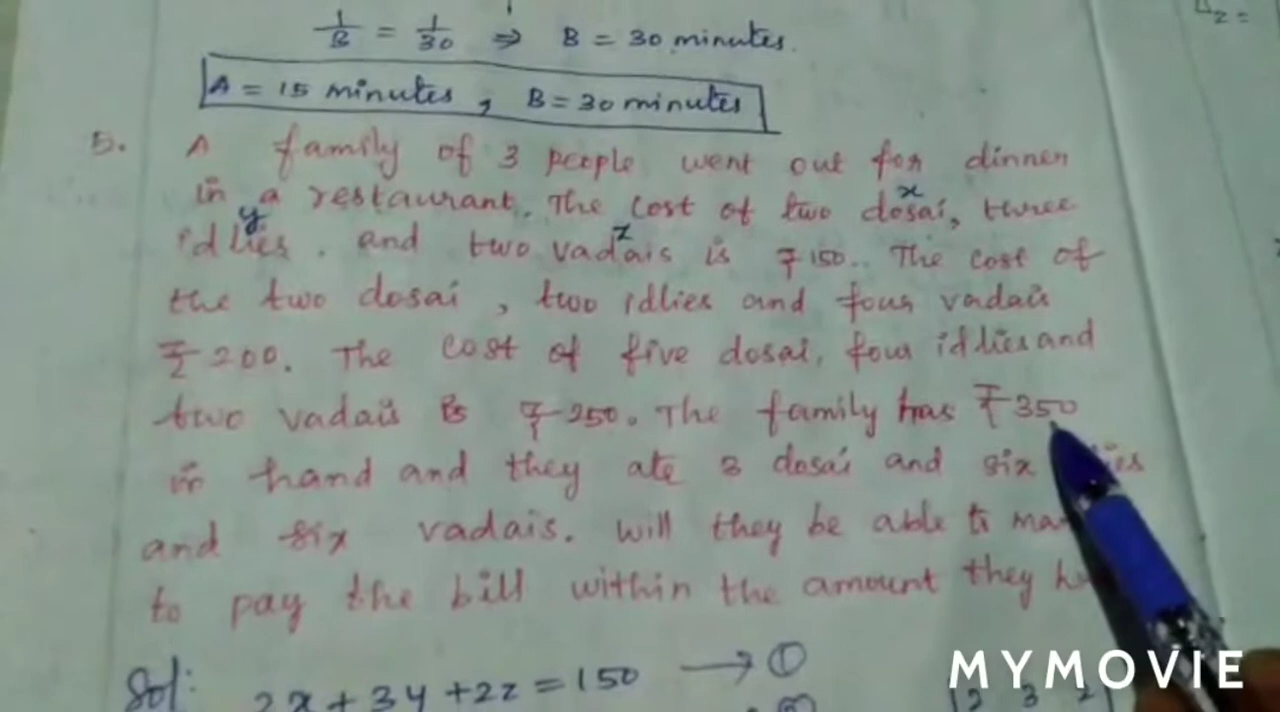 1/B = 1/30 ⇒ B = 30 minutes.
A = 15 minutes, B = 30 minutes
5. A family of 3 people went out for dinner
in a restaurant. The cost of two dosai, three
x
y
idlies. and two vadais is ₹150. The cost of
z
the two dosai, two idlies and four vadais
₹200. The cost of five dosai, four idlies and
two vadais is ₹250. The family has ₹350
in hand and they ate 3 dosai and six
and six vadais. Will they be able to
to pay the bill within the amount they
Sol: 2x + 3y + 2z = 150 → ①
2 3 2
MYMOVIE